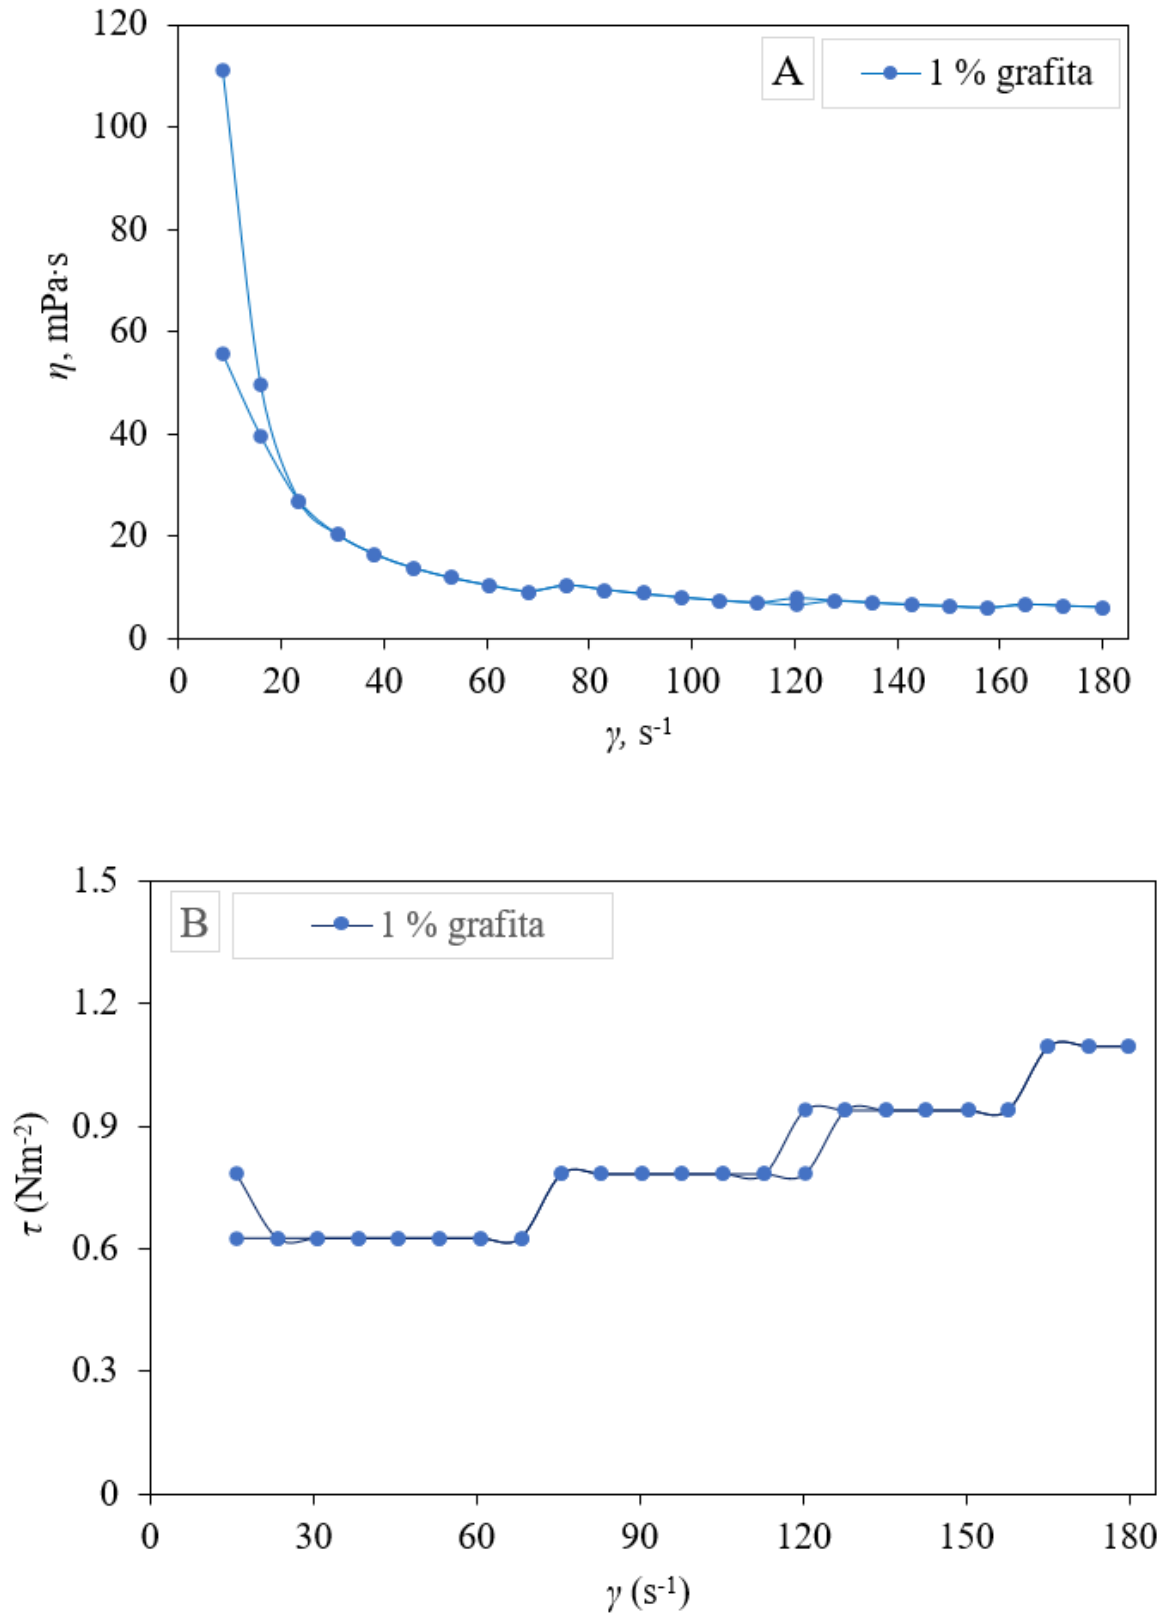 120
A
1 % grafita
100
80
60
40
20
0
η, mPa·s
0 20 40 60 80 100 120 140 160 180
γ, s⁻¹
1.5
B
1 % grafita
1.2
0.9
0.6
0.3
0
τ (Nm⁻²)
0 30 60 90 120 150 180
γ (s⁻¹)